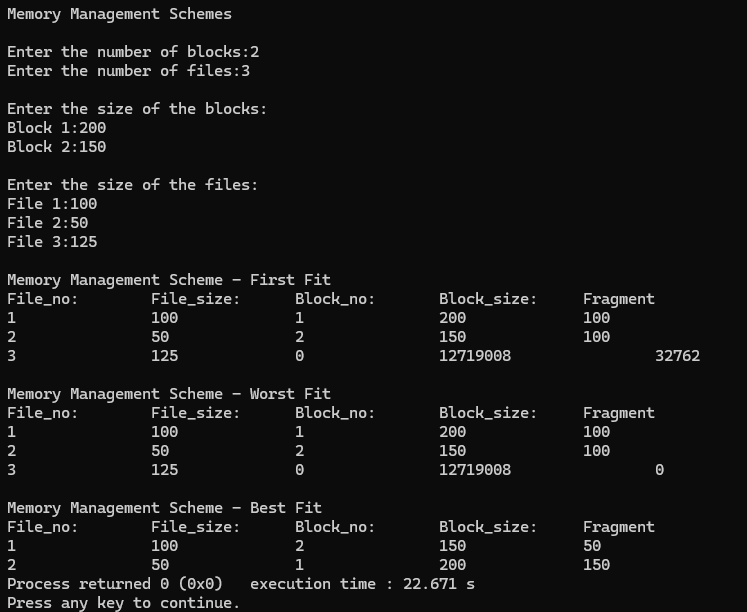 Memory Management Schemes
Enter the number of blocks:2
Enter the number of files:3
Enter the size of the blocks:
Block 1:200
Block 2:150
Enter the size of the files:
File 1:100
File 2:50
File 3:125
Memory Management Scheme - First Fit
File_no: File_size: Block_no: Block_size: Fragment
1 100 1 200 100
2 50 2 150 100
3 125 0 12719008 32762
Memory Management Scheme - Worst Fit
File_no: File_size: Block_no: Block_size: Fragment
1 100 1 200 100
2 50 2 150 100
3 125 0 12719008 0
Memory Management Scheme - Best Fit
File_no: File_size: Block_no: Block_size: Fragment
1 100 2 150 50
2 50 1 200 150
Process returned 0 (0x0) execution time : 22.671 s
Press any key to continue.